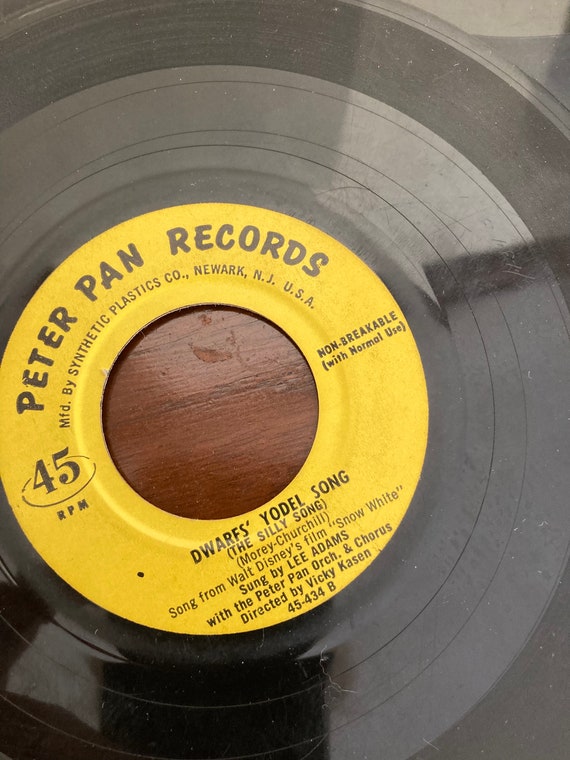 PETER PAN RECORDS
Mfd. By SYNTHETIC PLASTICS CO., NEWARK, N. J. U.S.A.
NON-BREAKABLE
(with Normal Use)
45
RPM
DWARFS' YODEL SONG
(THE SILLY SONG)
(Morey-Churchill)
Song from Walt Disney's film "Snow White"
Sung by LEE ADAMS
with the Peter Pan Orch. & Chorus
Directed by Vicky Kasen
45-434 B